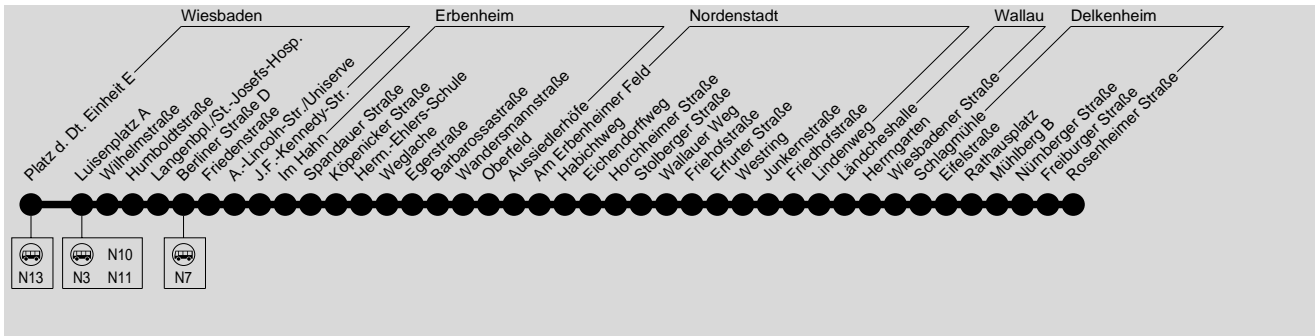 Wiesbaden
Erbenheim
Nordenstadt
Wallau
Delkenheim
Platz d. Dt. Einheit E
Luisenplatz A
Wilhelmstraße
Humboldtstraße
Langenbpl./St.-Josefs-Hosp.
Berliner Straße D
Friedenstraße
A.-Lincoln-Str./Uniserve
J.F.-Kennedy-Str.
Im Hahn
Spandauer Straße
Köpenicker Straße
Herm.-Ehlers-Schule
Weglache
Egerstraße
Barbarossastraße
Wandersmannstraße
Oberfeld
Aussiedlerhöfe
Am Erbenheimer Feld
Habichtweg
Eichendorffweg
Horchheimer Straße
Stolberger Straße
Wallauer Weg
Friehofstraße
Erfurter Straße
Westring
Junkernstraße
Friedhofstraße
Lindenweg
Ländcheshalle
Herrngarten
Wiesbadener Straße
Schlagmühle
Eifelstraße
Rathausplatz
Mühlberg B
Nürnberger Straße
Freiburger Straße
Rosenheimer Straße
N13
N3 N10
N11
N7